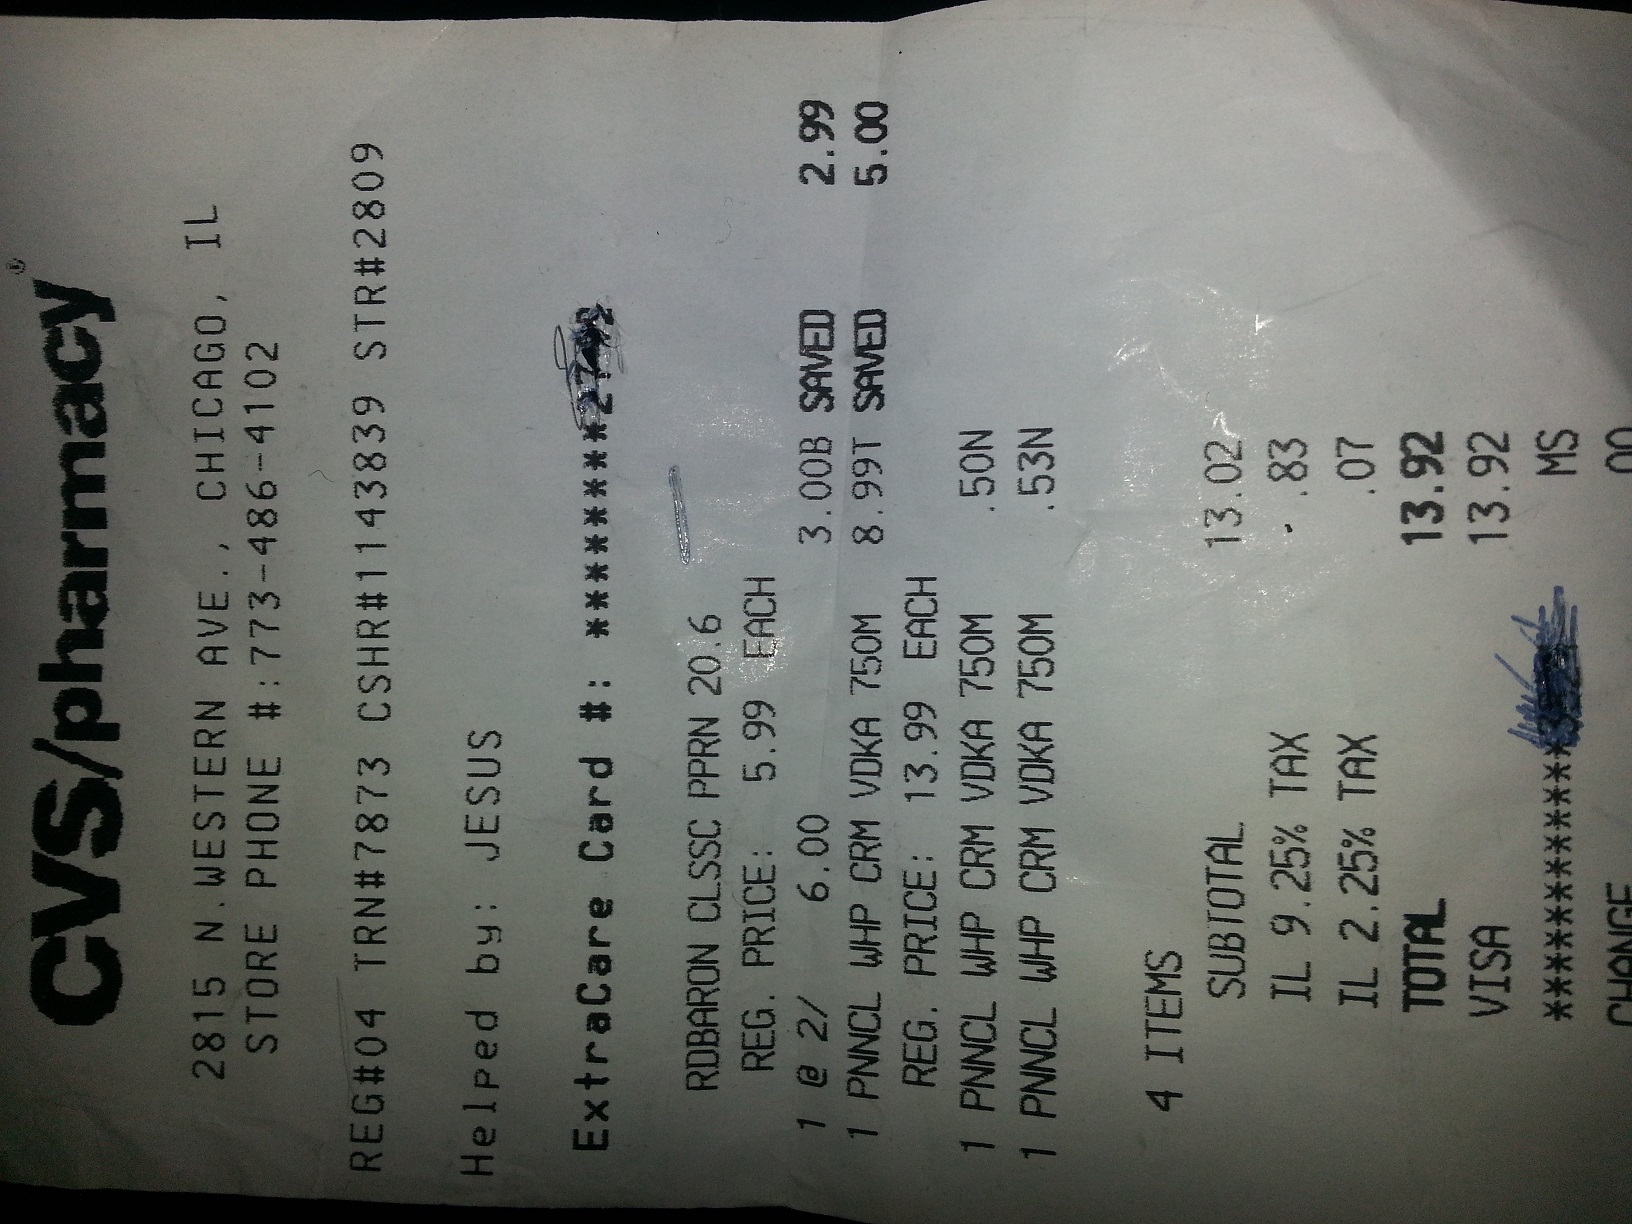 CVS/pharmacy®
2815 N.WESTERN AVE., CHICAGO, IL
STORE PHONE #:773-486-4102
REG#04 TRN#7873 CSHR#1143839 STR#2809
Helped by: JESUS
ExtraCare Card #: ********
RDBARON CLSSC PPRN 20.6
REG. PRICE: 5.99 EACH
1 @ 2/ 6.00 3.00B SAVED 2.99
1 PNNCL WHP CRM VDKA 750M 8.99T SAVED 5.00
REG. PRICE: 13.99 EACH
1 PNNCL WHP CRM VDKA 750M .50N
1 PNNCL WHP CRM VDKA 750M .53N
4 ITEMS
SUBTOTAL 13.02
IL 9.25% TAX .83
IL 2.25% TAX .07
TOTAL 13.92
VISA 13.92
************ MS
CHANGE .00